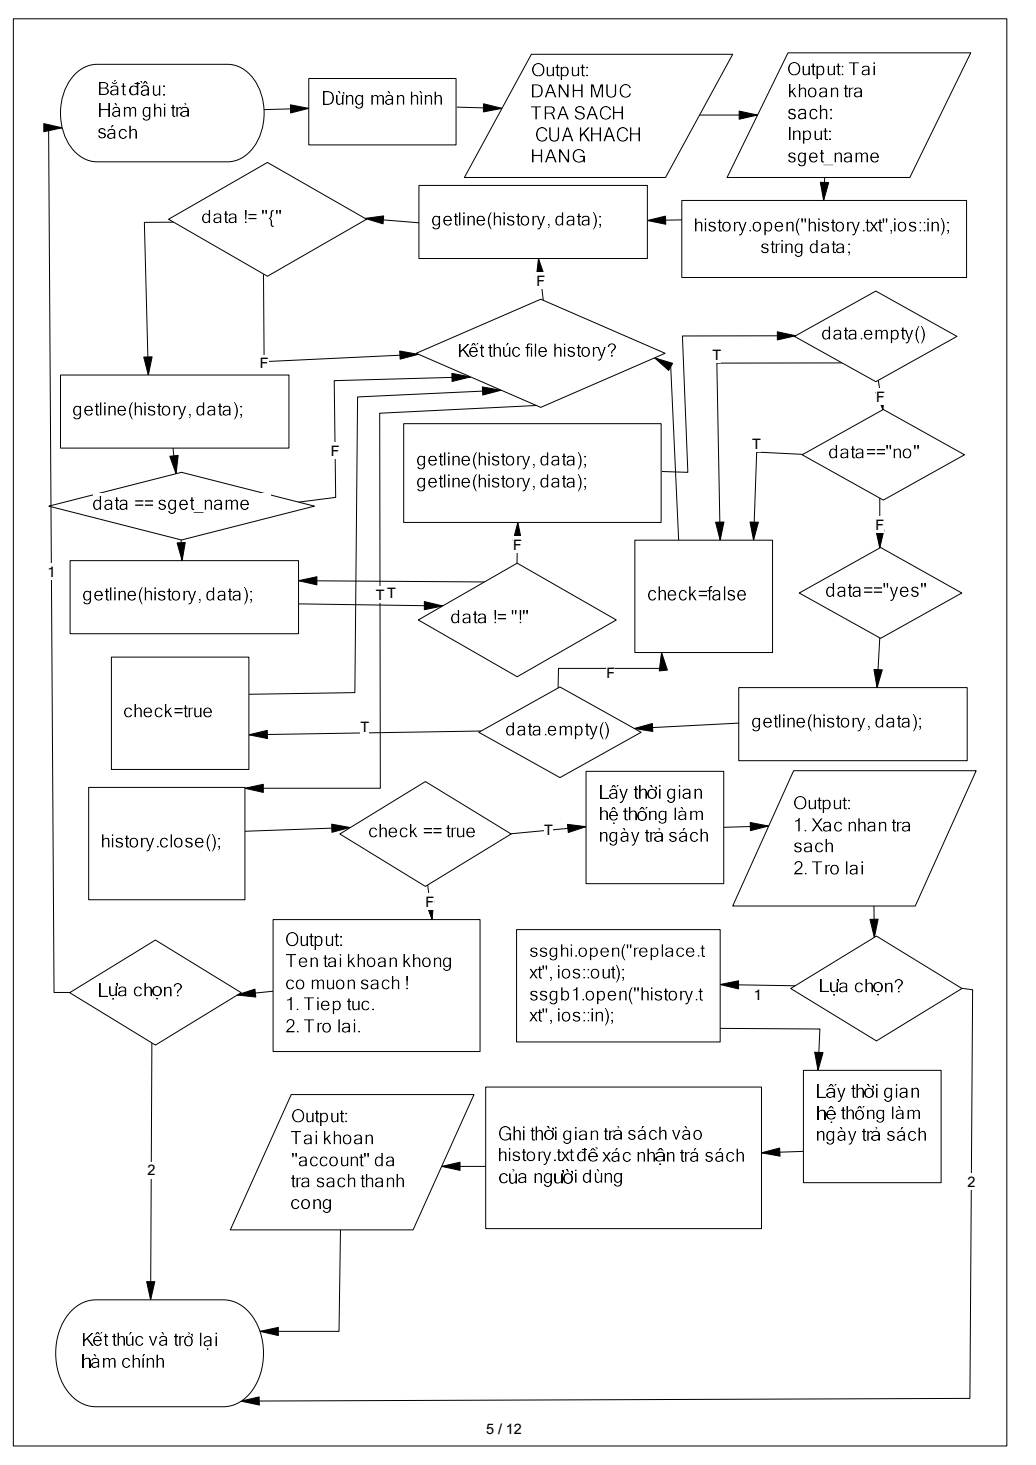 Bắt đầu:
Hàm ghi trả
sách
Dừng màn hình
Output:
DANH MUC
TRA SACH
CUA KHACH
HANG
Output: Tai
khoan tra
sach:
Input:
sget_name
data != "{"
getline(history, data);
history.open("history.txt",ios::in);
string data;
F
F
Kết thúc file history?
data.empty()
T
F
getline(history, data);
getline(history, data);
getline(history, data);
data=="no"
T
F
data == sget_name
F
F
1
getline(history, data);
T
T
data != "!"
check=false
data=="yes"
check=true
T
data.empty()
F
getline(history, data);
history.close();
check == true
T
F
Lấy thời gian
hệ thống làm
ngày trả sách
Output:
1. Xac nhan tra
sach
2. Tro lai
Lựa chọn?
Output:
Ten tai khoan khong
co muon sach !
1. Tiep tuc.
2. Tro lai.
ssghi.open("replace.t
xt", ios::out);
ssgb1.open("history.t
xt", ios::in);
1
Lựa chọn?
2
Output:
Tai khoan
"account" da
tra sach thanh
cong
Ghi thời gian trả sách vào
history.txt để xác nhận trả sách
của người dùng
Lấy thời gian
hệ thống làm
ngày trả sách
2
Kết thúc và trở lại
hàm chính
5 / 12